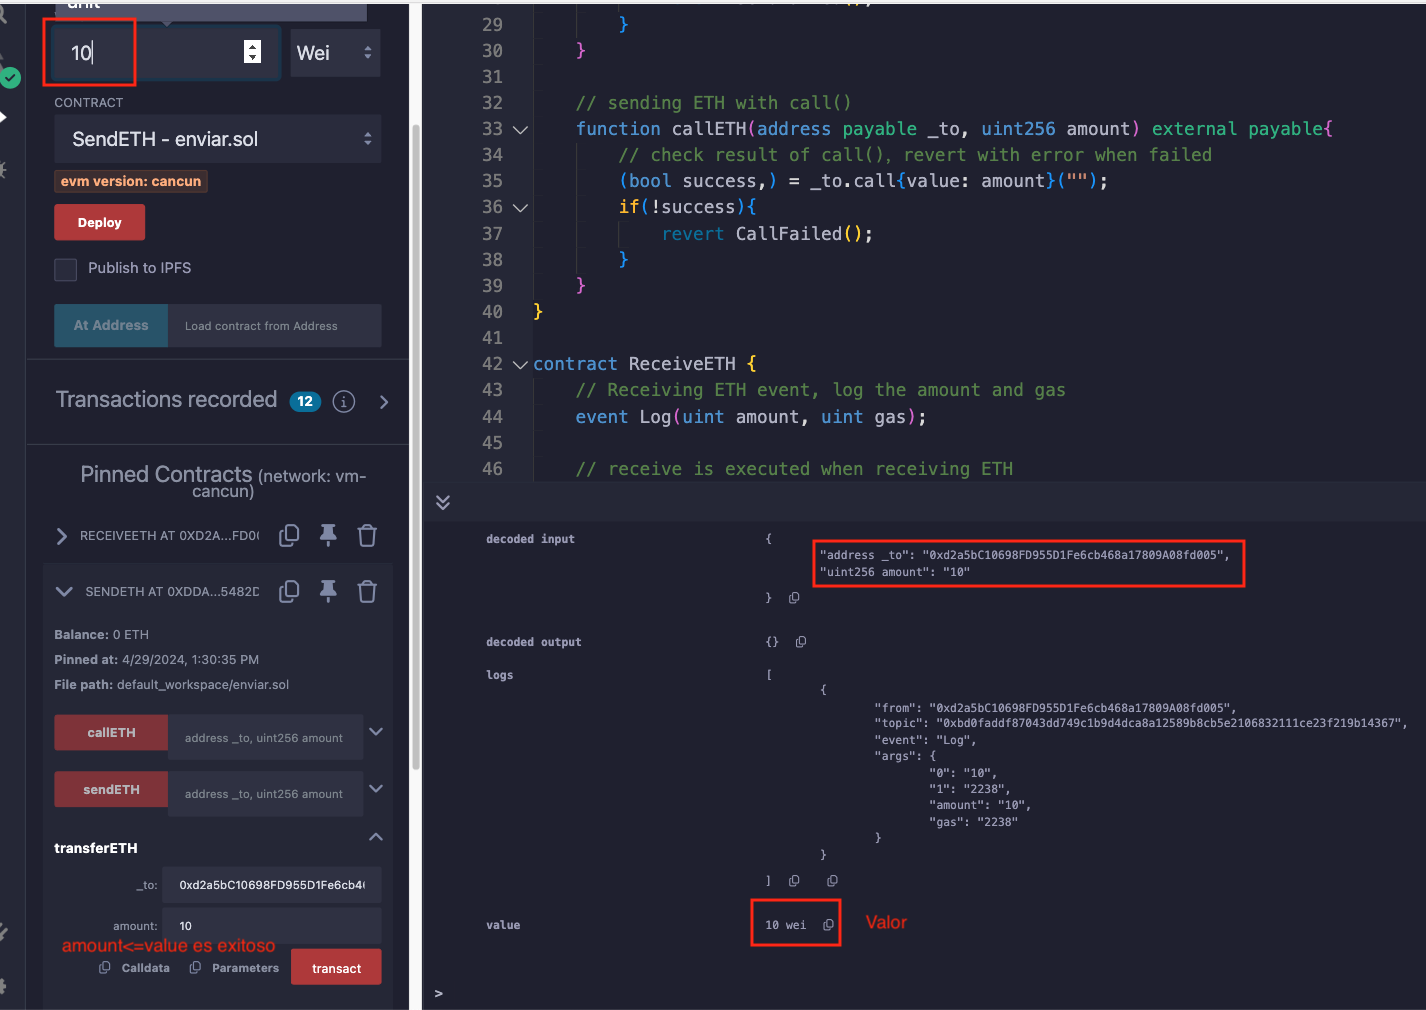 unit
10
Wei
CONTRACT
SendETH - enviar.sol
evm version: cancun
Deploy
Publish to IPFS
At Address
Load contract from Address
Transactions recorded 12 i
Pinned Contracts (network: vm-
cancun)
RECEIVEETH AT 0XD2A...FD00
SENDETH AT 0XDDA...5482D
Balance: 0 ETH
Pinned at: 4/29/2024, 1:30:35 PM
File path: default_workspace/enviar.sol
callETH
address _to, uint256 amount
sendETH
address _to, uint256 amount
transferETH
_to:
0xd2a5bC10698FD955D1Fe6cb4
amount:
10
amount<=value es exitoso
Calldata
Parameters
transact
29 }
30 }
31
32 // sending ETH with call()
33 function callETH(address payable _to, uint256 amount) external payable{
34 // check result of call(), revert with error when failed
35 (bool success,) = _to.call{value: amount}("");
36 if(!success){
37 revert CallFailed();
38 }
39 }
40 }
41
42 contract ReceiveETH {
43 // Receiving ETH event, log the amount and gas
44 event Log(uint amount, uint gas);
45
46 // receive is executed when receiving ETH
decoded input
{
"address _to": "0xd2a5bC10698FD955D1Fe6cb468a17809A08fd005",
"uint256 amount": "10"
}
decoded output
{}
logs
[
{
"from": "0xd2a5bC10698FD955D1Fe6cb468a17809A08fd005",
"topic": "0xbd0faddf87043dd749c1b9d4dca8a12589b8cb5e2106832111ce23f219b14367",
"event": "Log",
"args": {
"0": "10",
"1": "2238",
"amount": "10",
"gas": "2238"
}
}
]
value
10 wei
Valor
>